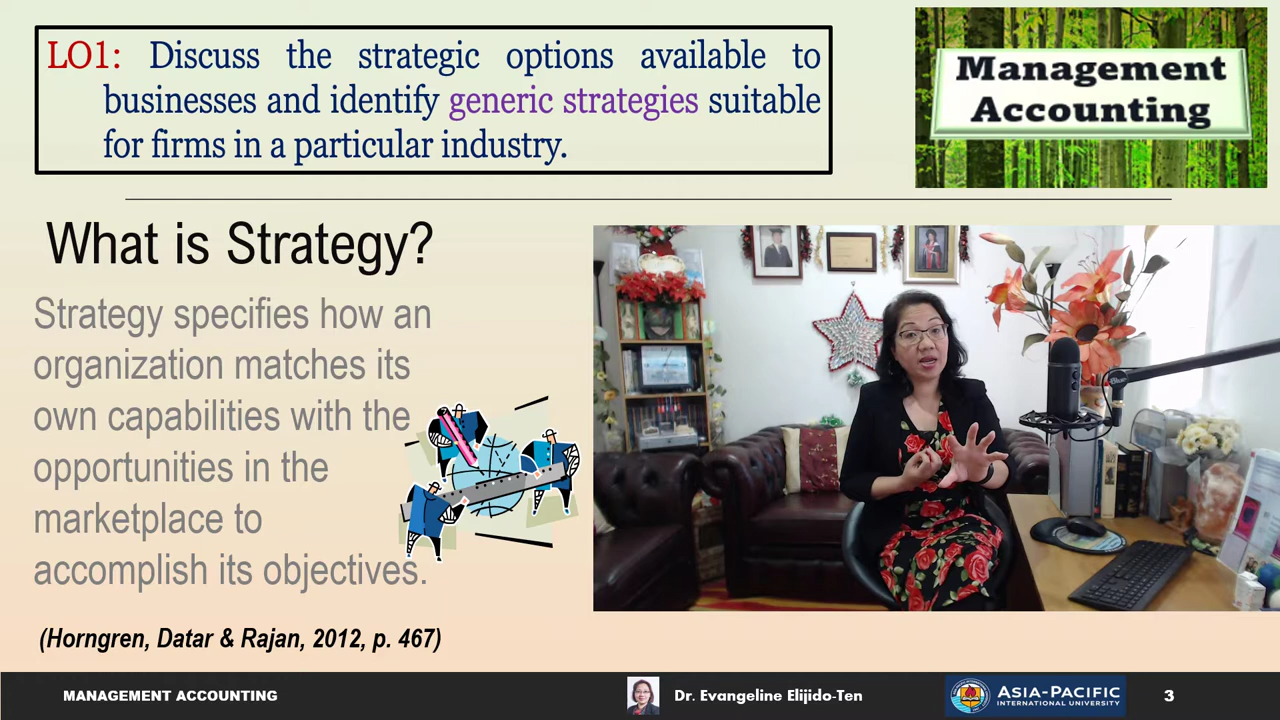 LO1: Discuss the strategic options available to
businesses and identify generic strategies suitable
for firms in a particular industry.
Management
Accounting
What is Strategy?
Strategy specifies how an
organization matches its
own capabilities with the
opportunities in the
marketplace to
accomplish its objectives.
(Horngren, Datar & Rajan, 2012, p. 467)
MANAGEMENT ACCOUNTING
Dr. Evangeline Elijido-Ten
ASIA-PACIFIC
INTERNATIONAL UNIVERSITY
3